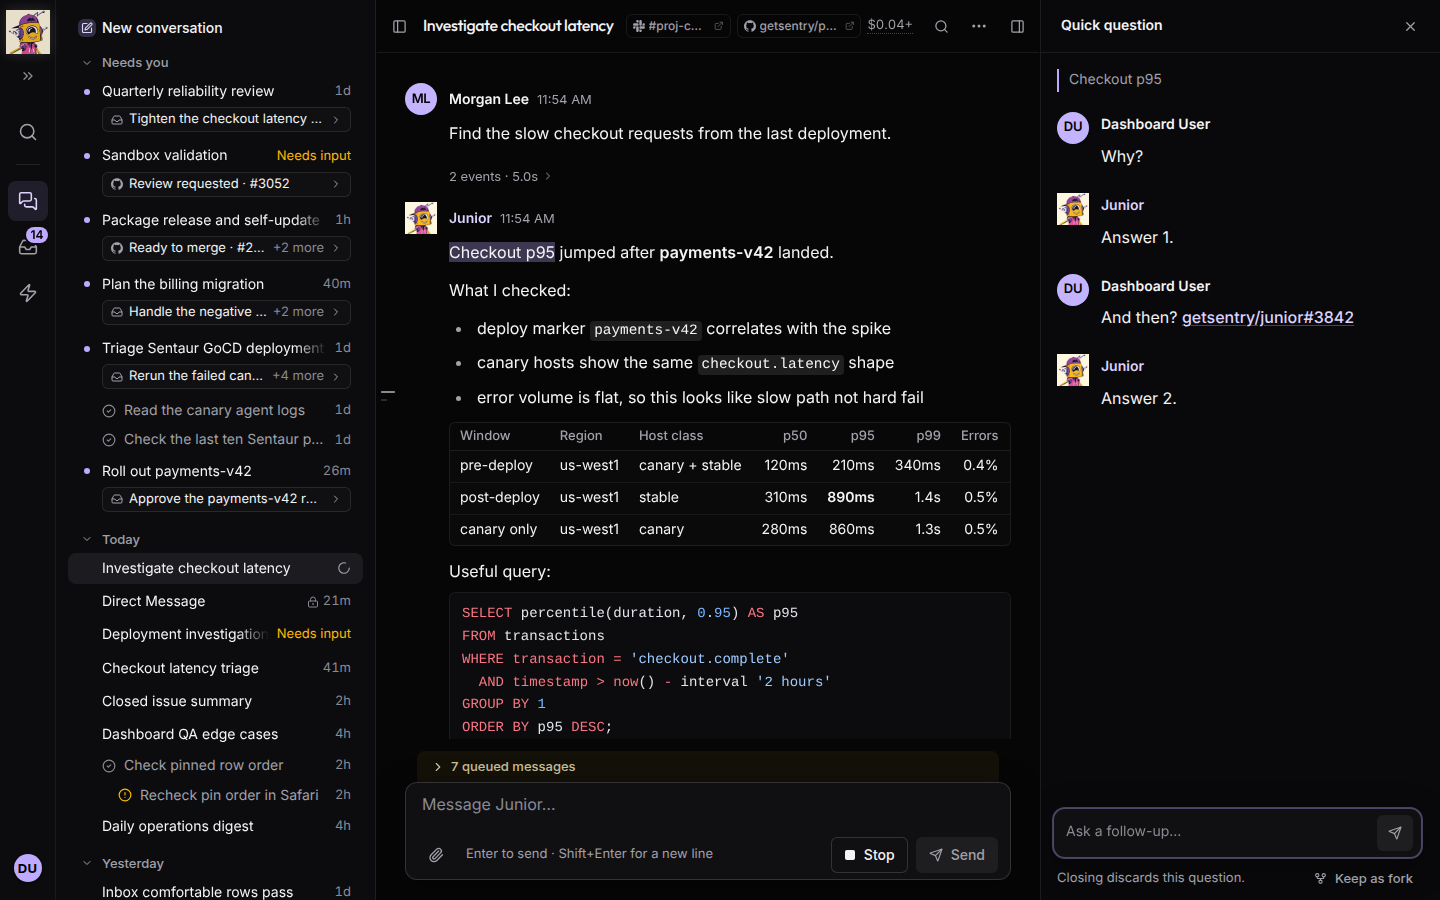 New conversation
Needs you
Quarterly reliability review 1d
Tighten the checkout latency ...
Sandbox validation Needs input
Review requested · #3052
Package release and self-update 1h
Ready to merge · #2... +2 more
Plan the billing migration 40m
Handle the negative ... +2 more
Triage Sentaur GoCD deployment 1d
Rerun the failed can... +4 more
Read the canary agent logs 1d
Check the last ten Sentaur p... 1d
Roll out payments-v42 26m
Approve the payments-v42 r...
Today
Investigate checkout latency
Direct Message 21m
Deployment investigation Needs input
Checkout latency triage 41m
Closed issue summary 2h
Dashboard QA edge cases 4h
Check pinned row order 2h
Recheck pin order in Safari 2h
Daily operations digest 4h
Yesterday
Inbox comfortable rows pass 1d
14
DU
Investigate checkout latency #proj-c... getsentry/p... $0.04+
ML Morgan Lee 11:54 AM
Find the slow checkout requests from the last deployment.
2 events · 5.0s
Junior 11:54 AM
Checkout p95 jumped after payments-v42 landed.
What I checked:
• deploy marker payments-v42 correlates with the spike
• canary hosts show the same checkout.latency shape
• error volume is flat, so this looks like slow path not hard fail
Window Region Host class p50 p95 p99 Errors
pre-deploy us-west1 canary + stable 120ms 210ms 340ms 0.4%
post-deploy us-west1 stable 310ms 890ms 1.4s 0.5%
canary only us-west1 canary 280ms 860ms 1.3s 0.5%
Useful query:
SELECT percentile(duration, 0.95) AS p95
FROM transactions
WHERE transaction = 'checkout.complete'
AND timestamp > now() - interval '2 hours'
GROUP BY 1
ORDER BY p95 DESC;
7 queued messages
Message Junior...
Enter to send · Shift+Enter for a new line Stop Send
Quick question
Checkout p95
DU Dashboard User
Why?
Junior
Answer 1.
DU Dashboard User
And then? getsentry/junior#3842
Junior
Answer 2.
Ask a follow-up...
Closing discards this question. Keep as fork